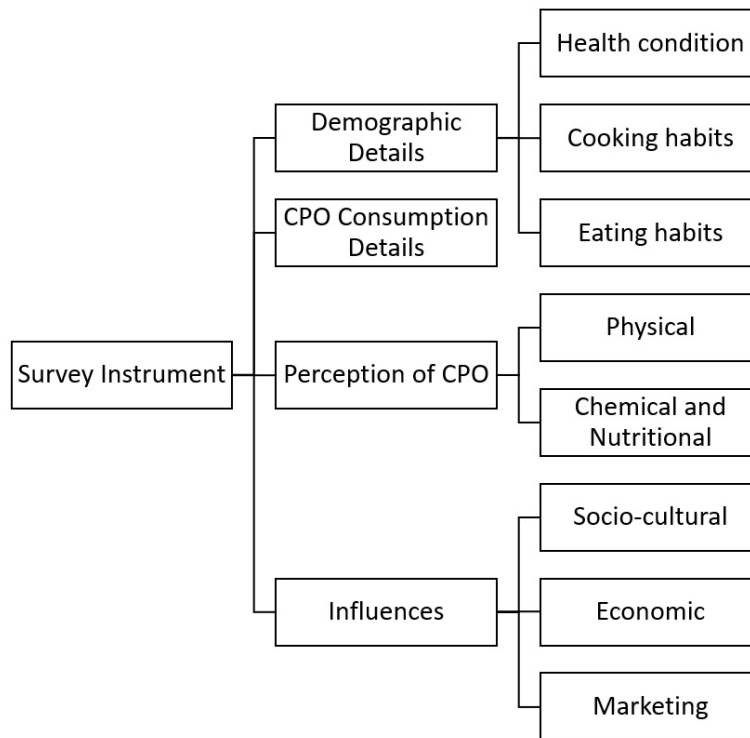 Survey Instrument
Demographic
Details
CPO Consumption
Details
Perception of CPO
Influences
Health condition
Cooking habits
Eating habits
Physical
Chemical and
Nutritional
Socio-cultural
Economic
Marketing